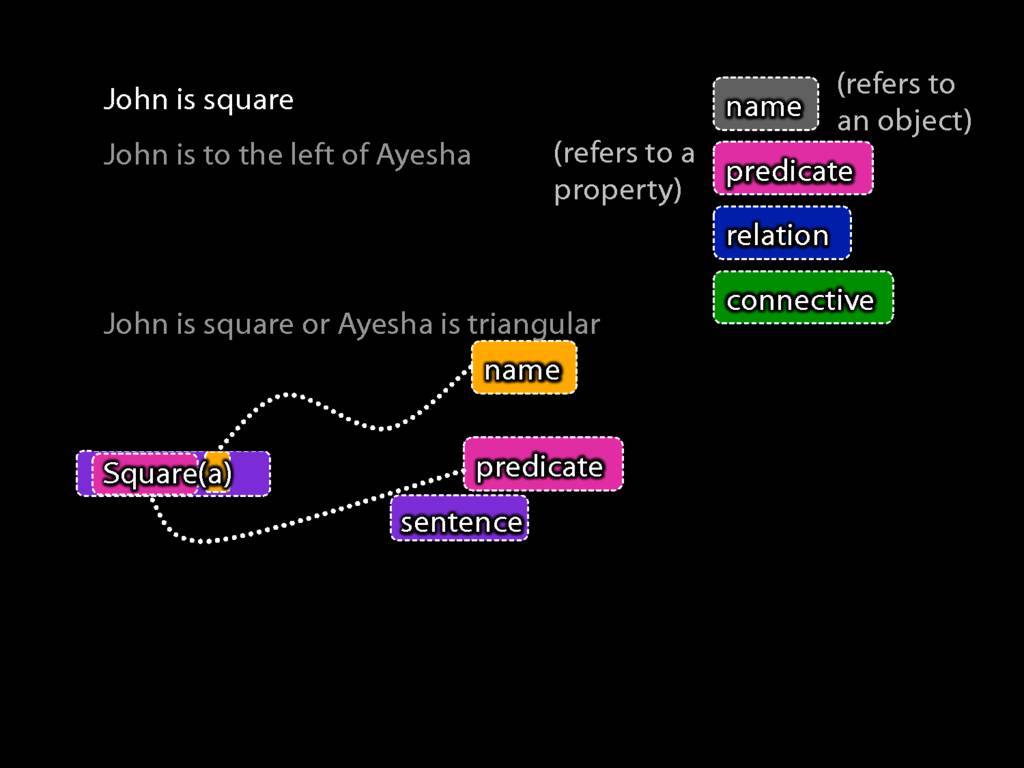 John is square
name
(refers to
an object)
John is to the left of Ayesha
(refers to a
property)
predicate
relation
connective
John is square or Ayesha is triangular
name
Square(a)
predicate
sentence